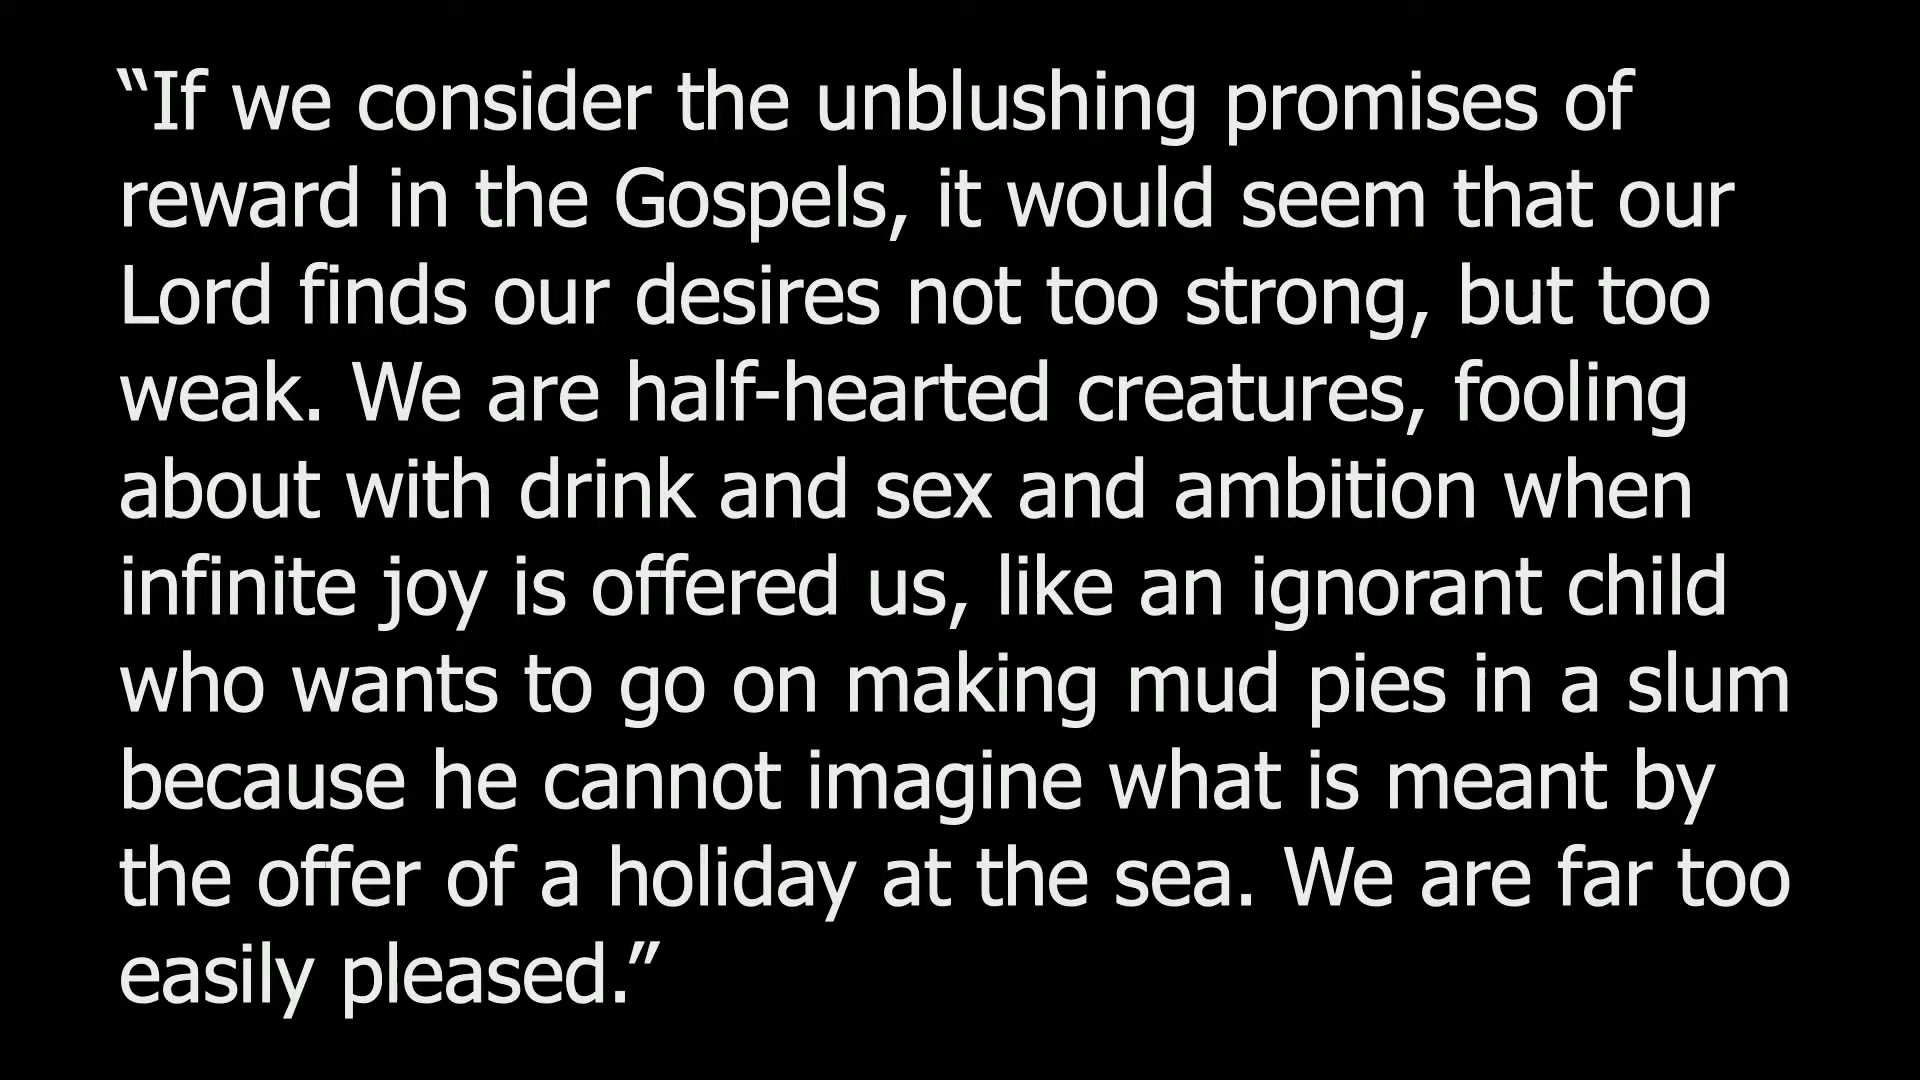 “If we consider the unblushing promises of
reward in the Gospels, it would seem that our
Lord finds our desires not too strong, but too
weak. We are half-hearted creatures, fooling
about with drink and sex and ambition when
infinite joy is offered us, like an ignorant child
who wants to go on making mud pies in a slum
because he cannot imagine what is meant by
the offer of a holiday at the sea. We are far too
easily pleased.”